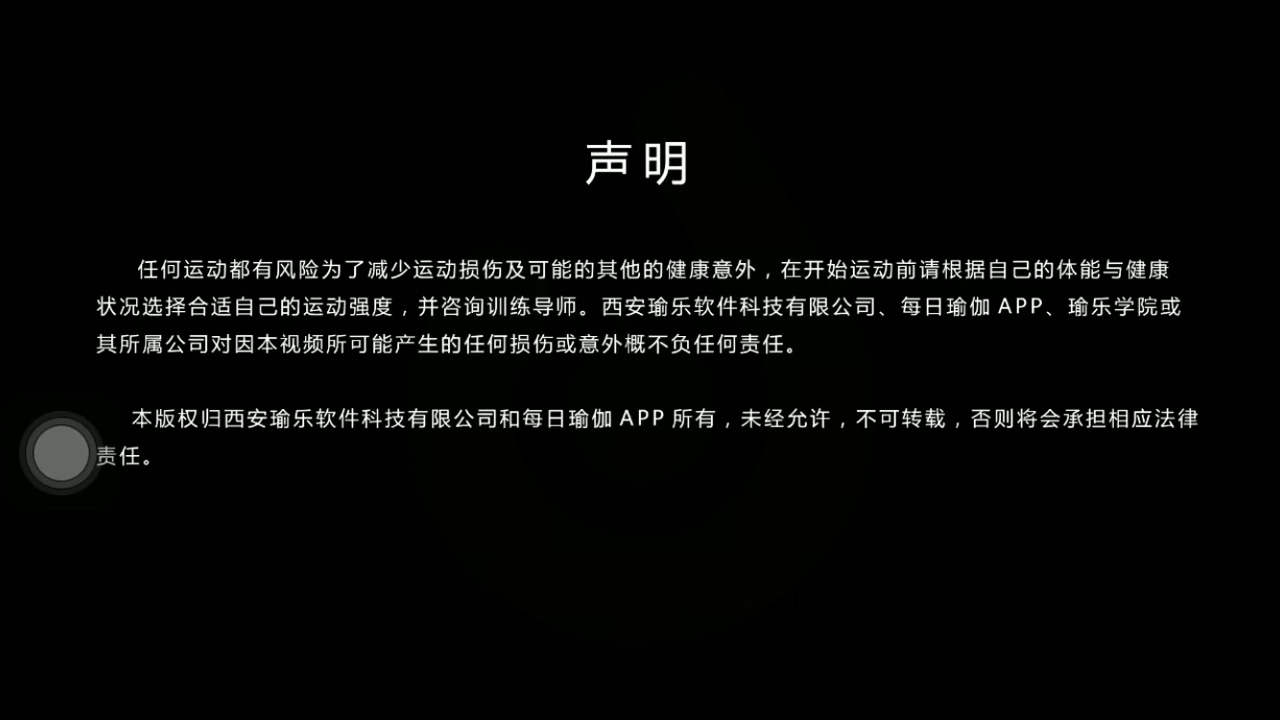 声明
任何运动都有风险为了减少运动损伤及可能的其他的健康意外，在开始运动前请根据自己的体能与健康
状况选择合适自己的运动强度，并咨询训练导师。西安瑜乐软件科技有限公司、每日瑜伽 APP、瑜乐学院或
其所属公司对因本视频所可能产生的任何损伤或意外概不负任何责任。
本版权归西安瑜乐软件科技有限公司和每日瑜伽 APP 所有，未经允许，不可转载，否则将会承担相应法律
责任。